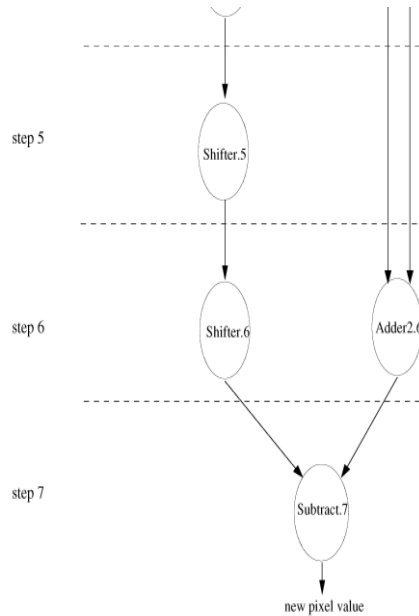 step 5
Shifter.5
step 6
Shifter.6
Adder2.6
step 7
Subtract.7
new pixel value